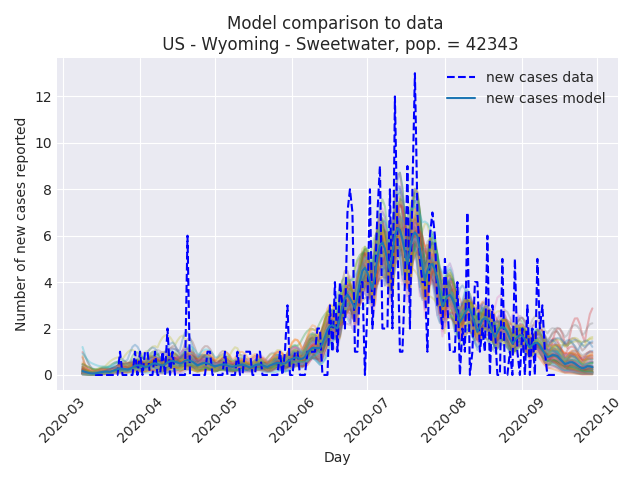 Model comparison to data
US - Wyoming - Sweetwater, pop. = 42343
new cases data
new cases model
Number of new cases reported
12
10
8
6
4
2
0
2020-03
2020-04
2020-05
2020-06
2020-07
2020-08
2020-09
2020-10
Day